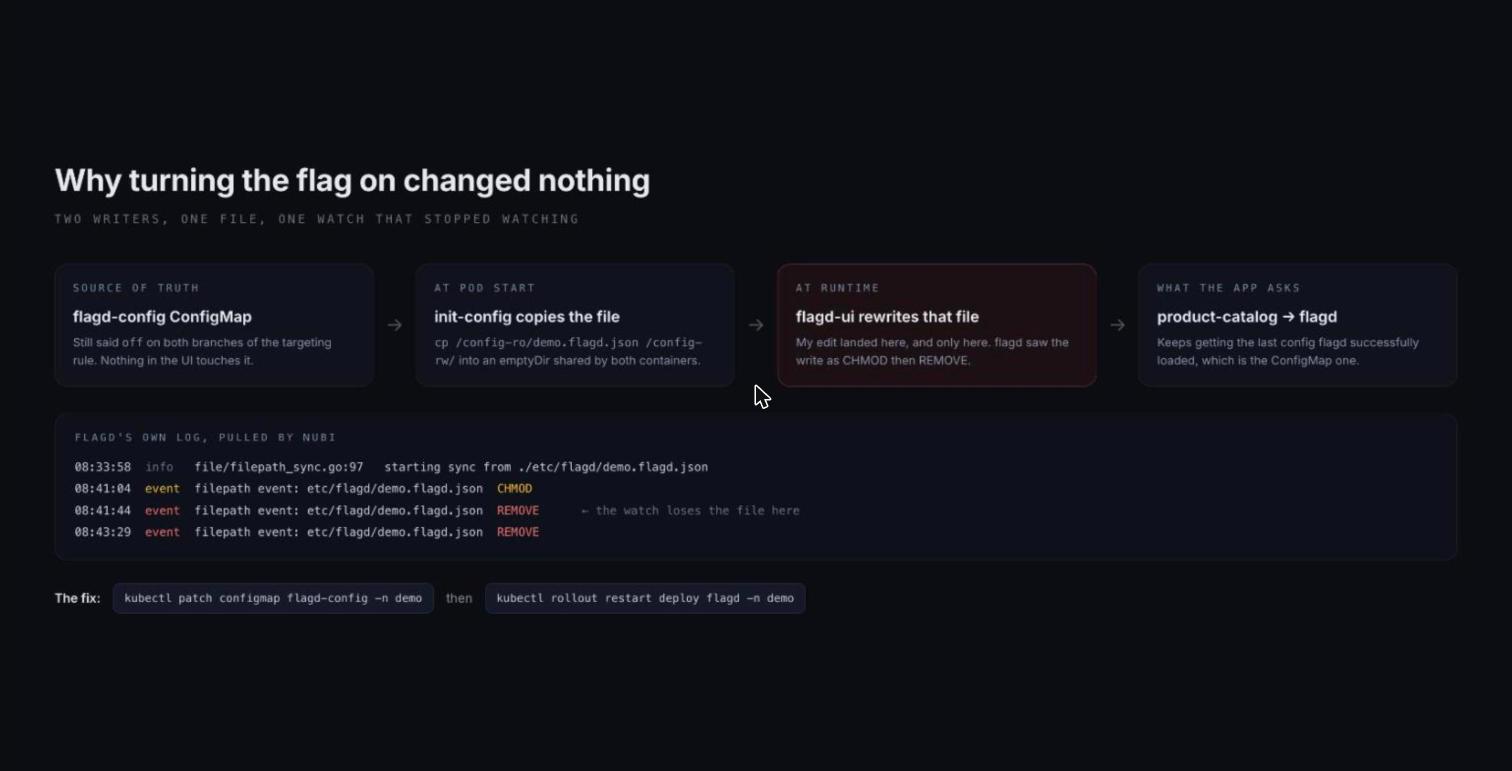 Why turning the flag on changed nothing
TWO WRITERS, ONE FILE, ONE WATCH THAT STOPPED WATCHING
SOURCE OF TRUTH
flagd-config ConfigMap
Still said off on both branches of the targeting
rule. Nothing in the UI touches it.
→
AT POD START
init-config copies the file
cp /config-ro/demo.flagd.json /config-
rw/ into an emptyDir shared by both containers.
→
AT RUNTIME
flagd-ui rewrites that file
My edit landed here, and only here. flagd saw the
write as CHMOD then REMOVE.
→
WHAT THE APP ASKS
product-catalog → flagd
Keeps getting the last config flagd successfully
loaded, which is the ConfigMap one.
FLAGD'S OWN LOG, PULLED BY NUBI
08:33:58 info file/filepath_sync.go:97 starting sync from ./etc/flagd/demo.flagd.json
08:41:04 event filepath event: etc/flagd/demo.flagd.json CHMOD
08:41:44 event filepath event: etc/flagd/demo.flagd.json REMOVE ← the watch loses the file here
08:43:29 event filepath event: etc/flagd/demo.flagd.json REMOVE
The fix: kubectl patch configmap flagd-config -n demo then kubectl rollout restart deploy flagd -n demo